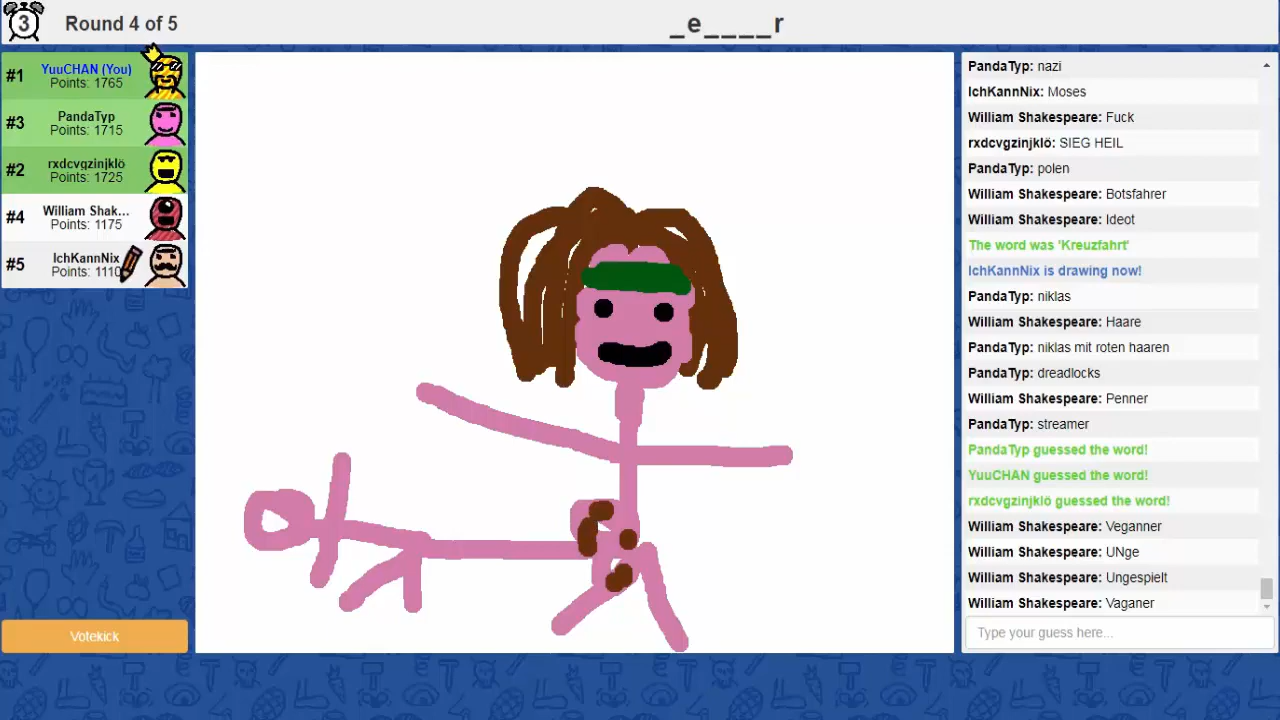 3
Round 4 of 5
_e____r
#1
YuuCHAN (You)
Points: 1765
#3
PandaTyp
Points: 1715
#2
rxdcvgzinjklö
Points: 1725
#4
William Shak...
Points: 1175
#5
IchKannNix
Points: 1110
Votekick
PandaTyp: nazi
IchKannNix: Moses
William Shakespeare: Fuck
rxdcvgzinjklö: SIEG HEIL
PandaTyp: polen
William Shakespeare: Botsfahrer
William Shakespeare: Ideot
The word was 'Kreuzfahrt'
IchKannNix is drawing now!
PandaTyp: niklas
William Shakespeare: Haare
PandaTyp: niklas mit roten haaren
PandaTyp: dreadlocks
William Shakespeare: Penner
PandaTyp: streamer
PandaTyp guessed the word!
YuuCHAN guessed the word!
rxdcvgzinjklö guessed the word!
William Shakespeare: Veganner
William Shakespeare: UNge
William Shakespeare: Ungespielt
William Shakespeare: Vaganer
Type your guess here...